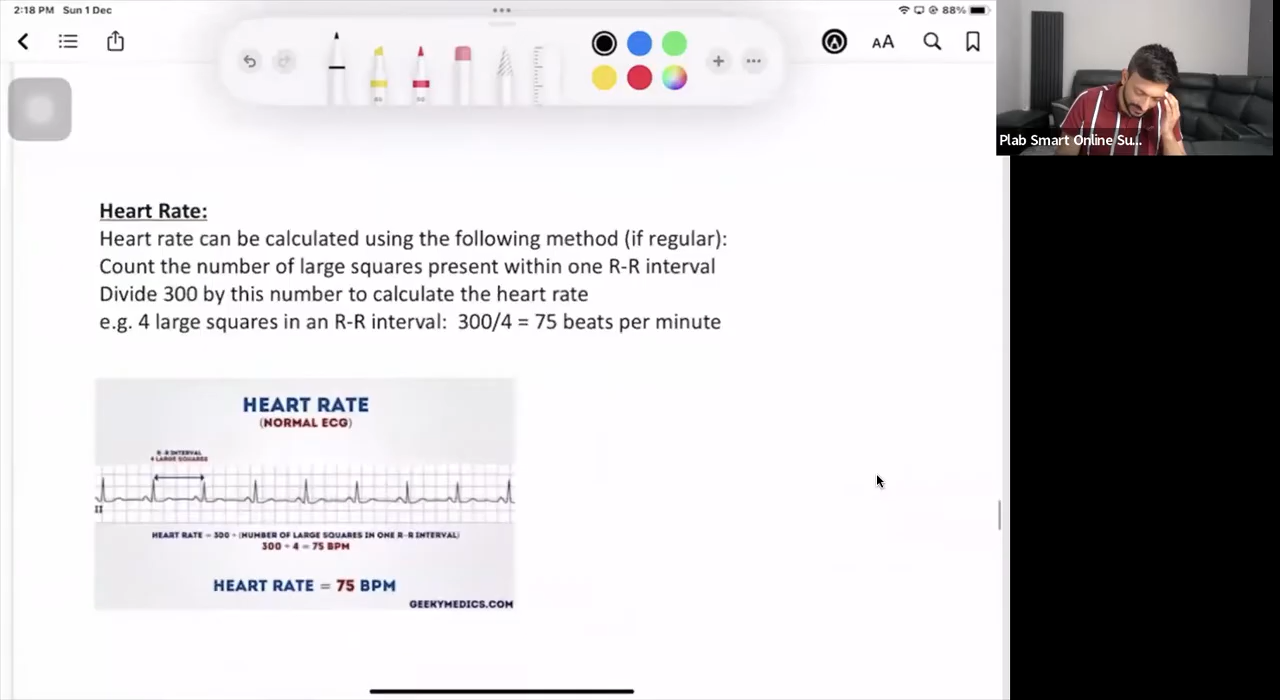 2:18 PM Sun 1 Dec
88%
AA
Plab Smart Online Su...
Heart Rate:
Heart rate can be calculated using the following method (if regular):
Count the number of large squares present within one R-R interval
Divide 300 by this number to calculate the heart rate
e.g. 4 large squares in an R-R interval:  300/4 = 75 beats per minute
HEART RATE
(NORMAL ECG)
R-R INTERVAL
4 LARGE SQUARES
II
HEART RATE = 300 ÷ (NUMBER OF LARGE SQUARES IN ONE R-R INTERVAL)
300 ÷ 4 = 75 BPM
HEART RATE = 75 BPM
GEEKYMEDICS.COM